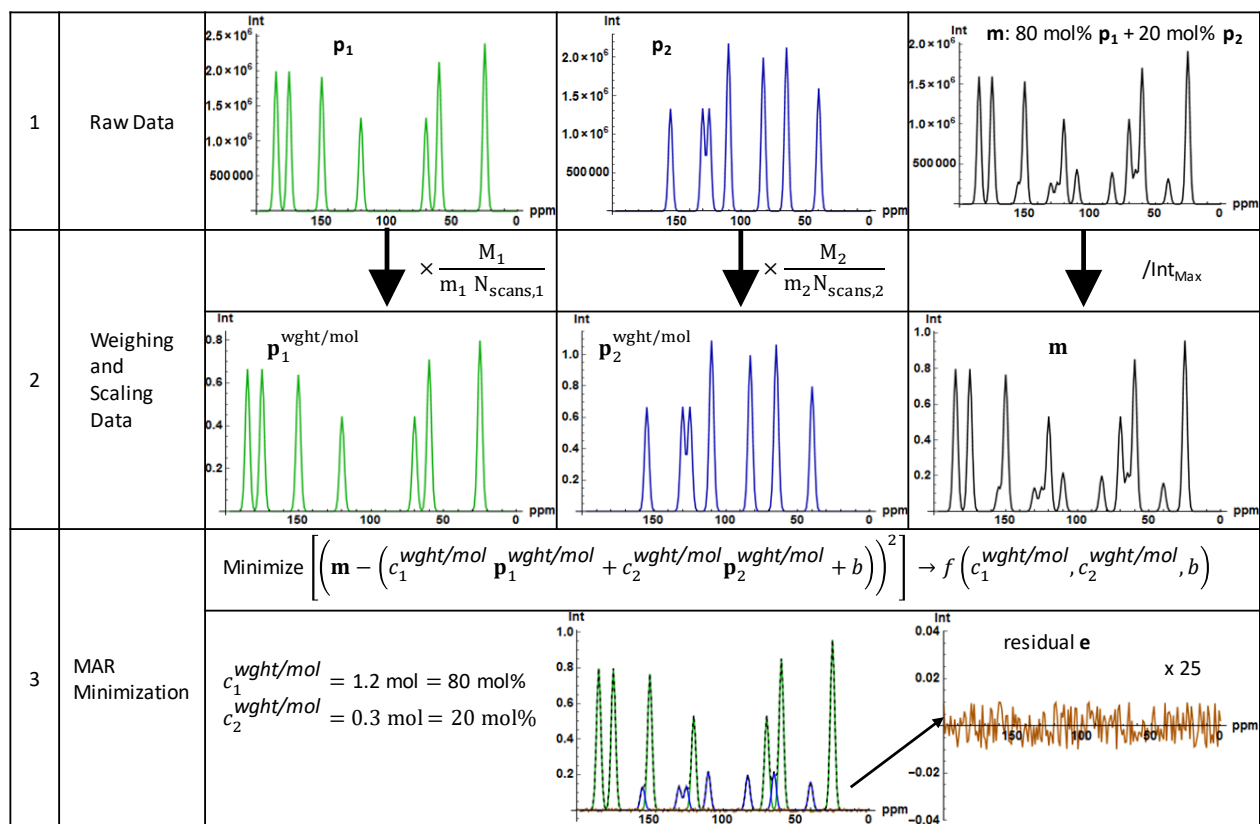 1
Raw Data
Int
2.5×10⁶
2.0×10⁶
1.5×10⁶
1.0×10⁶
500 000
p₁
150
100
50
0
ppm
Int
2.0×10⁶
1.5×10⁶
1.0×10⁶
500 000
p₂
150
100
50
0
ppm
Int
m: 80 mol% p₁ + 20 mol% p₂
2.0×10⁶
1.5×10⁶
1.0×10⁶
500 000
150
100
50
0
ppm
× M₁ / m₁ N_scans,1
× M₂ / m₂ N_scans,2
/Int_Max
2
Weighing
and
Scaling
Data
Int
0.8
0.6
0.4
0.2
p₁^wght/mol
150
100
50
0
ppm
Int
1.0
0.8
0.6
0.4
0.2
p₂^wght/mol
150
100
50
0
ppm
Int
1.0
0.8
0.6
0.4
0.2
m
150
100
50
0
ppm
3
MAR
Minimization
Minimize [(m − (c₁^wght/mol p₁^wght/mol + c₂^wght/mol p₂^wght/mol + b))²] → f (c₁^wght/mol, c₂^wght/mol, b)
c₁^wght/mol = 1.2 mol = 80 mol%
c₂^wght/mol = 0.3 mol = 20 mol%
Int
1.0
0.8
0.6
0.4
0.2
150
100
50
0
ppm
Int
0.04
0.02
−0.02
−0.04
residual e
x 25
150
100
50
0
ppm